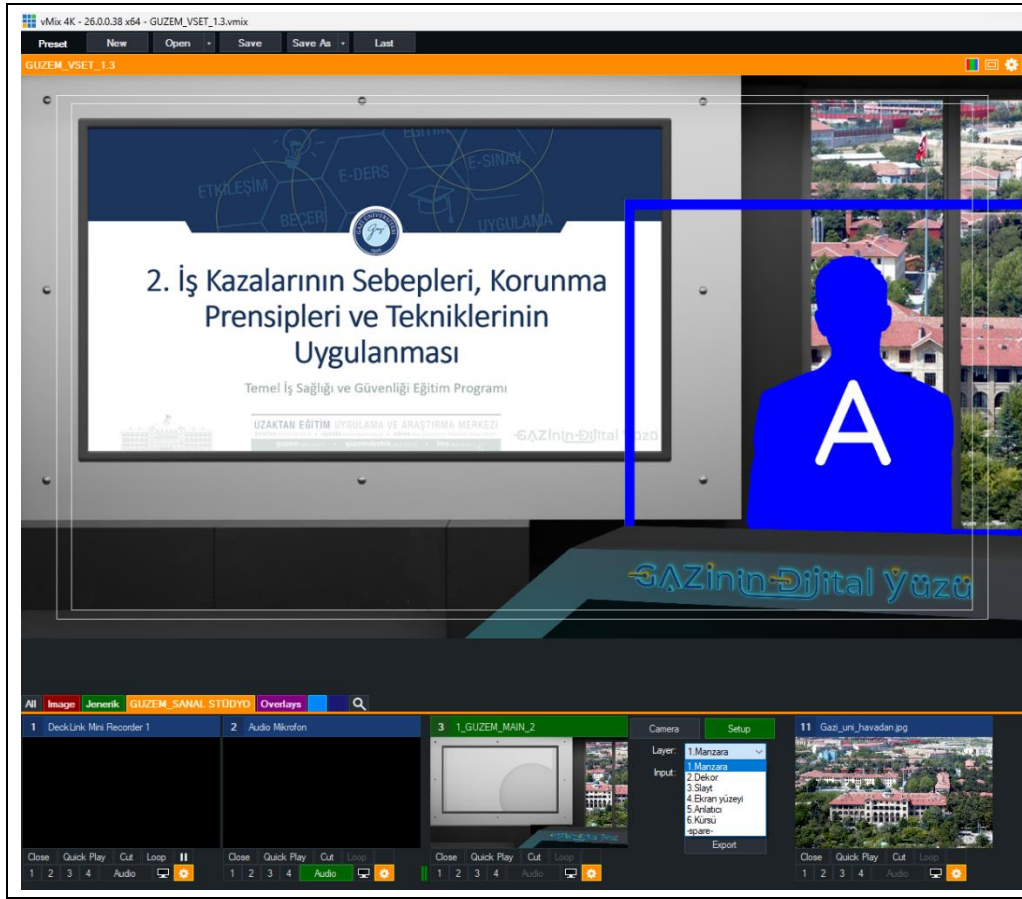 vMix 4K - 26.0.0.38 x64 - GUZEM_VSET_1.3.vmix
Preset New Open Save Save As Last
GUZEM_VSET_1.3
EĞİTİM
ETKİLEŞİM E-DERS E-SINAV
BECERİ UYGULAMA
2. İş Kazalarının Sebepleri, Korunma
Prensipleri ve Tekniklerinin
Uygulanması
Temel İş Sağlığı ve Güvenliği Eğitim Programı
UZAKTAN EĞİTİM UYGULAMA VE ARAŞTIRMA MERKEZİ
GAZinin Dijital Yüzü
A
GAZinin Dijital Yüzü
All Image Jenerik GUZEM_SANAL STÜDYO Overlays
1 DeckLink Mini Recorder 1
2 Audio Mikrofon
3 1_GUZEM_MAIN_2
Camera Setup
Layer: 1.Manzara
1.Manzara
Input:
2.Dekor
3.Slayt
4.Ekran yüzeyi
5.Anlatıcı
6.Kürsü
-spare-
Export
11 Gazi_uni_havadan.jpg
Close Quick Play Cut Loop
1 2 3 4 Audio
Close Quick Play Cut Loop
1 2 3 4 Audio
Close Quick Play Cut Loop
1 2 3 4 Audio
Close Quick Play Cut Loop
1 2 3 4 Audio